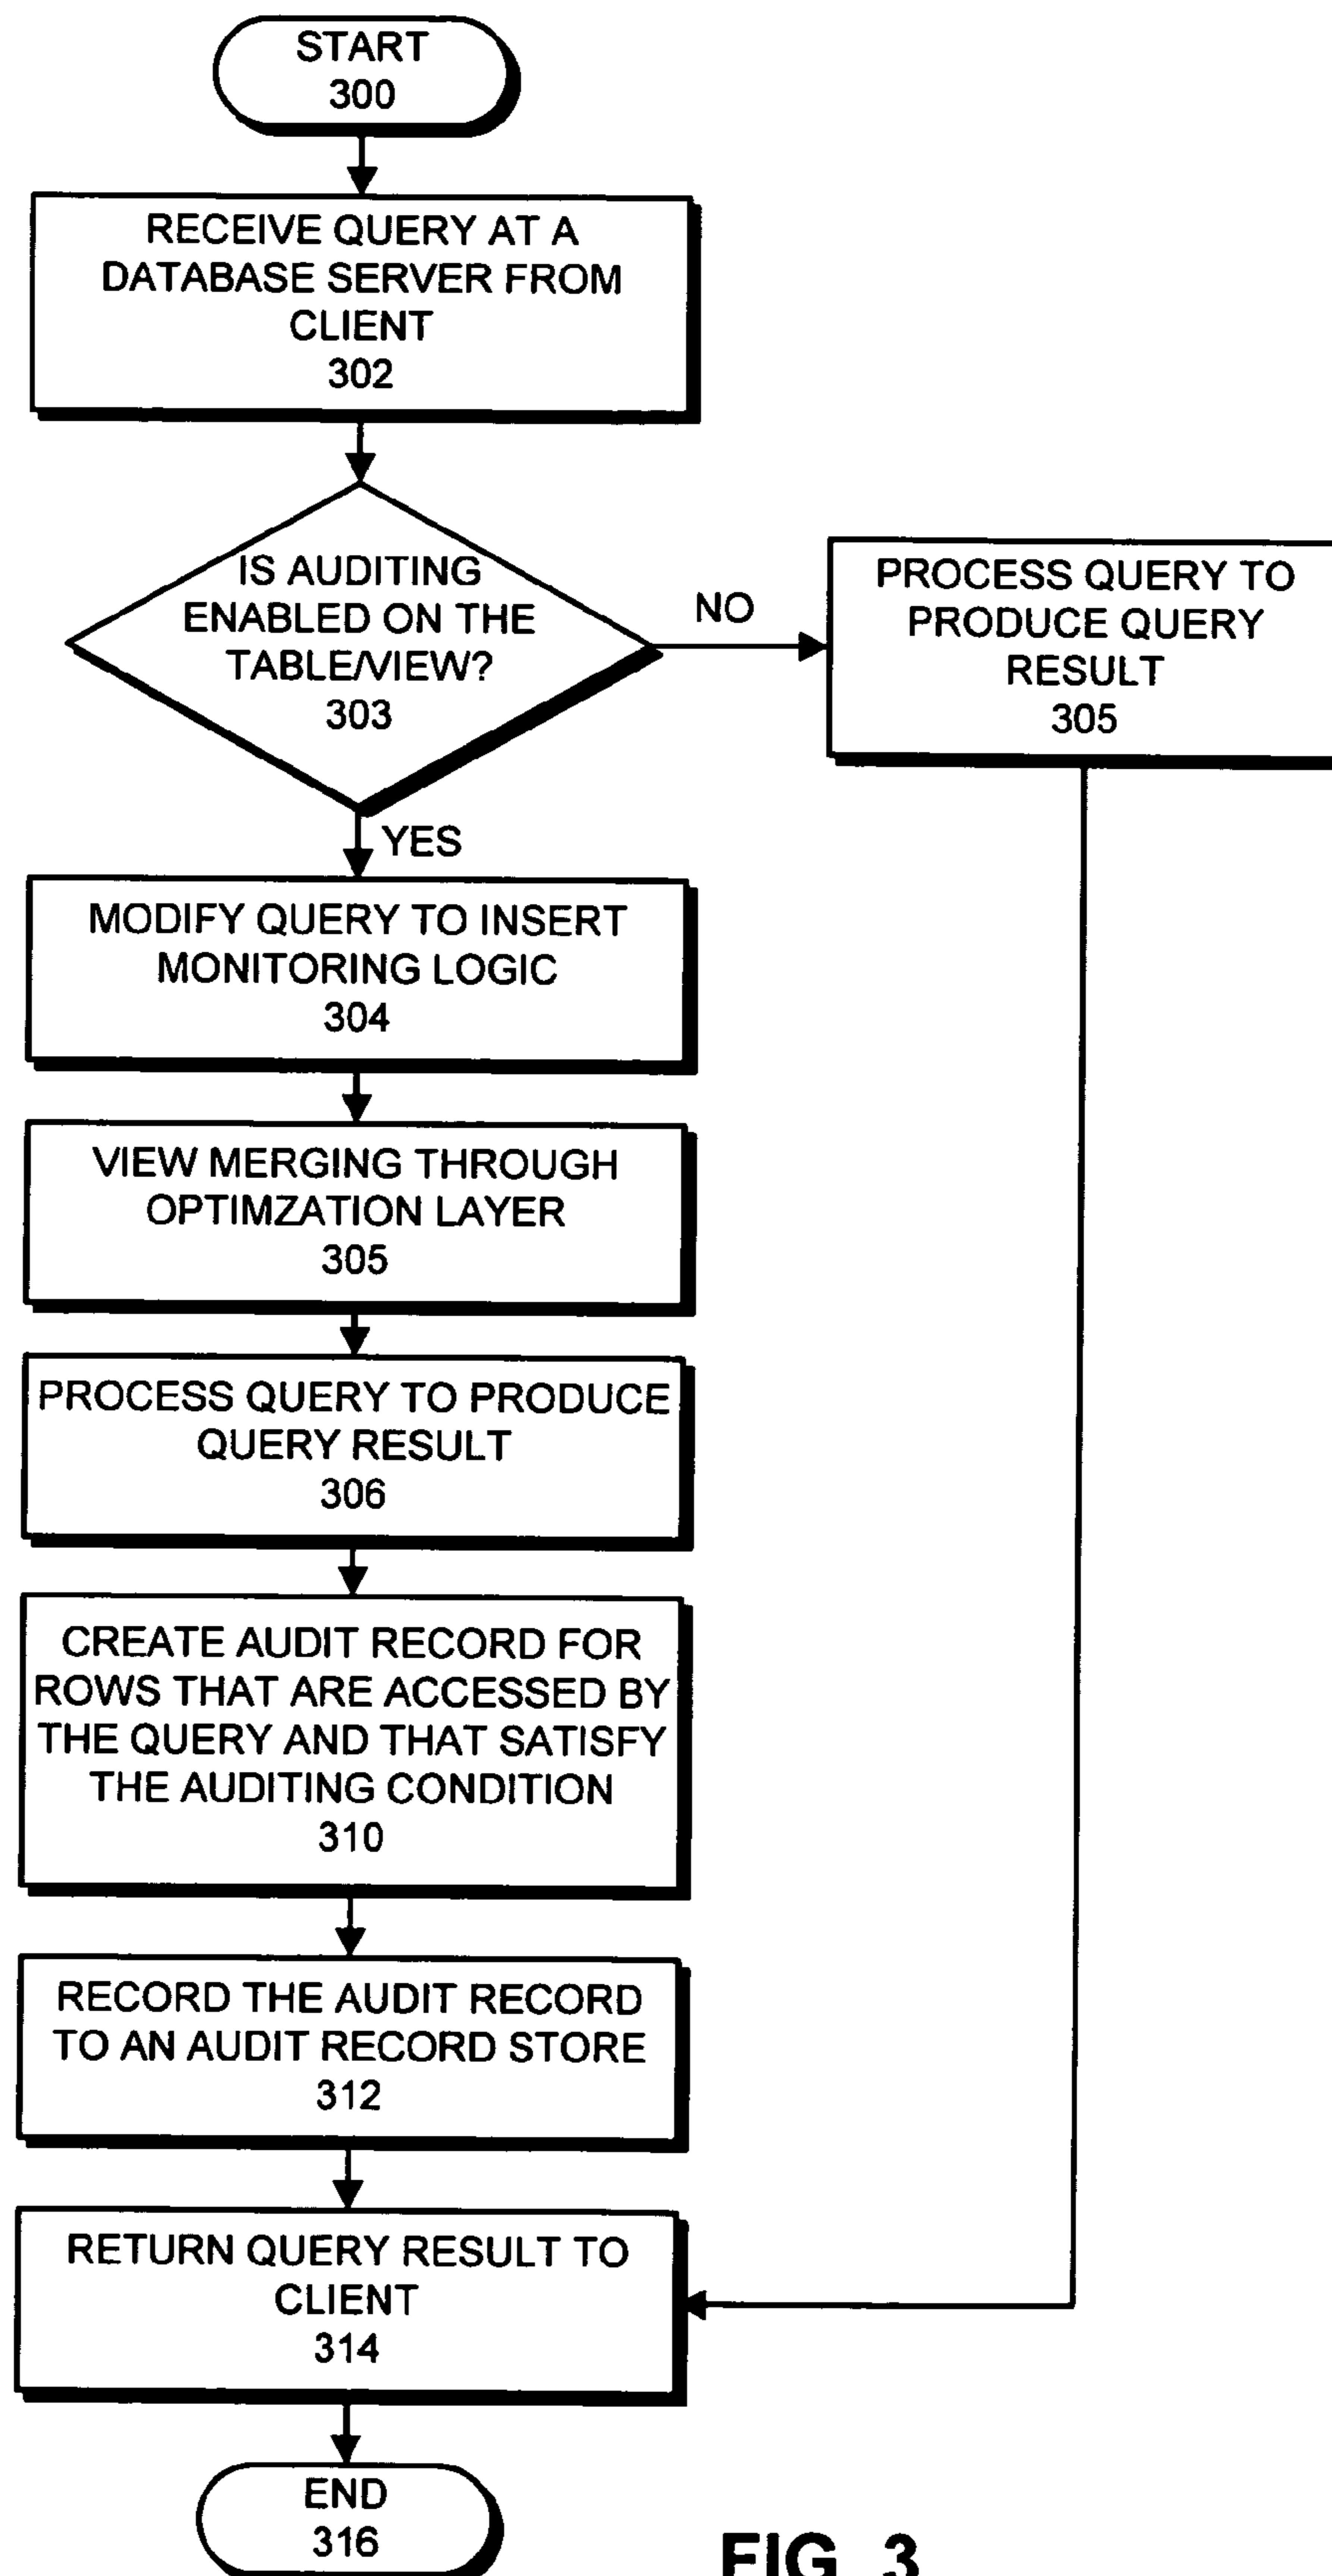 START
300
RECEIVE QUERY AT A
DATABASE SERVER FROM
CLIENT
302
IS AUDITING
ENABLED ON THE
TABLE/VIEW?
303
NO
PROCESS QUERY TO
PRODUCE QUERY
RESULT
305
YES
MODIFY QUERY TO INSERT
MONITORING LOGIC
304
VIEW MERGING THROUGH
OPTIMZATION LAYER
305
PROCESS QUERY TO PRODUCE
QUERY RESULT
306
CREATE AUDIT RECORD FOR
ROWS THAT ARE ACCESSED BY
THE QUERY AND THAT SATISFY
THE AUDITING CONDITION
310
RECORD THE AUDIT RECORD
TO AN AUDIT RECORD STORE
312
RETURN QUERY RESULT TO
CLIENT
314
END
316
FIG. 3